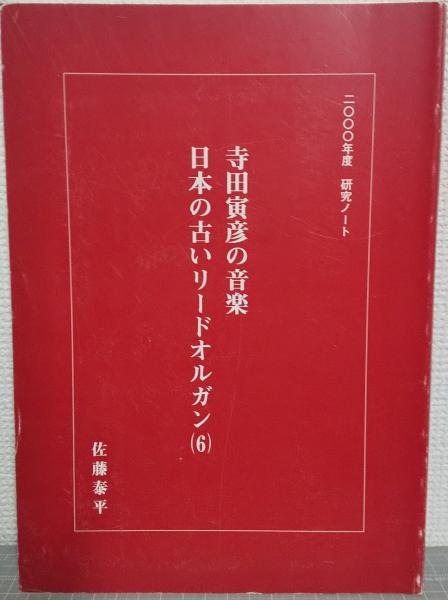 二〇〇〇年度　研究ノート
寺田寅彦の音楽
日本の古いリードオルガン(6)
佐藤泰平